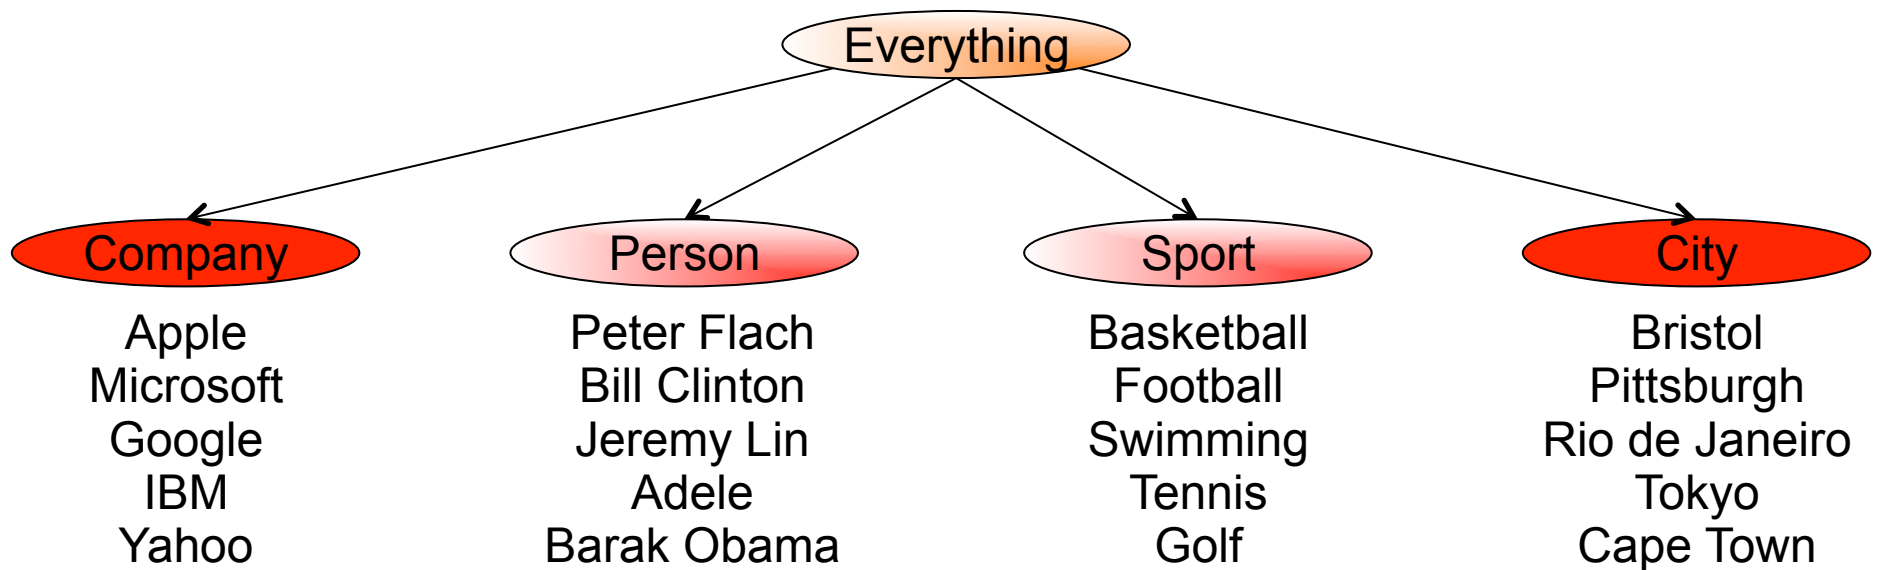 Everything
Company
Person
Sport
City
Apple
Microsoft
Google
IBM
Yahoo
Peter Flach
Bill Clinton
Jeremy Lin
Adele
Barak Obama
Basketball
Football
Swimming
Tennis
Golf
Bristol
Pittsburgh
Rio de Janeiro
Tokyo
Cape Town